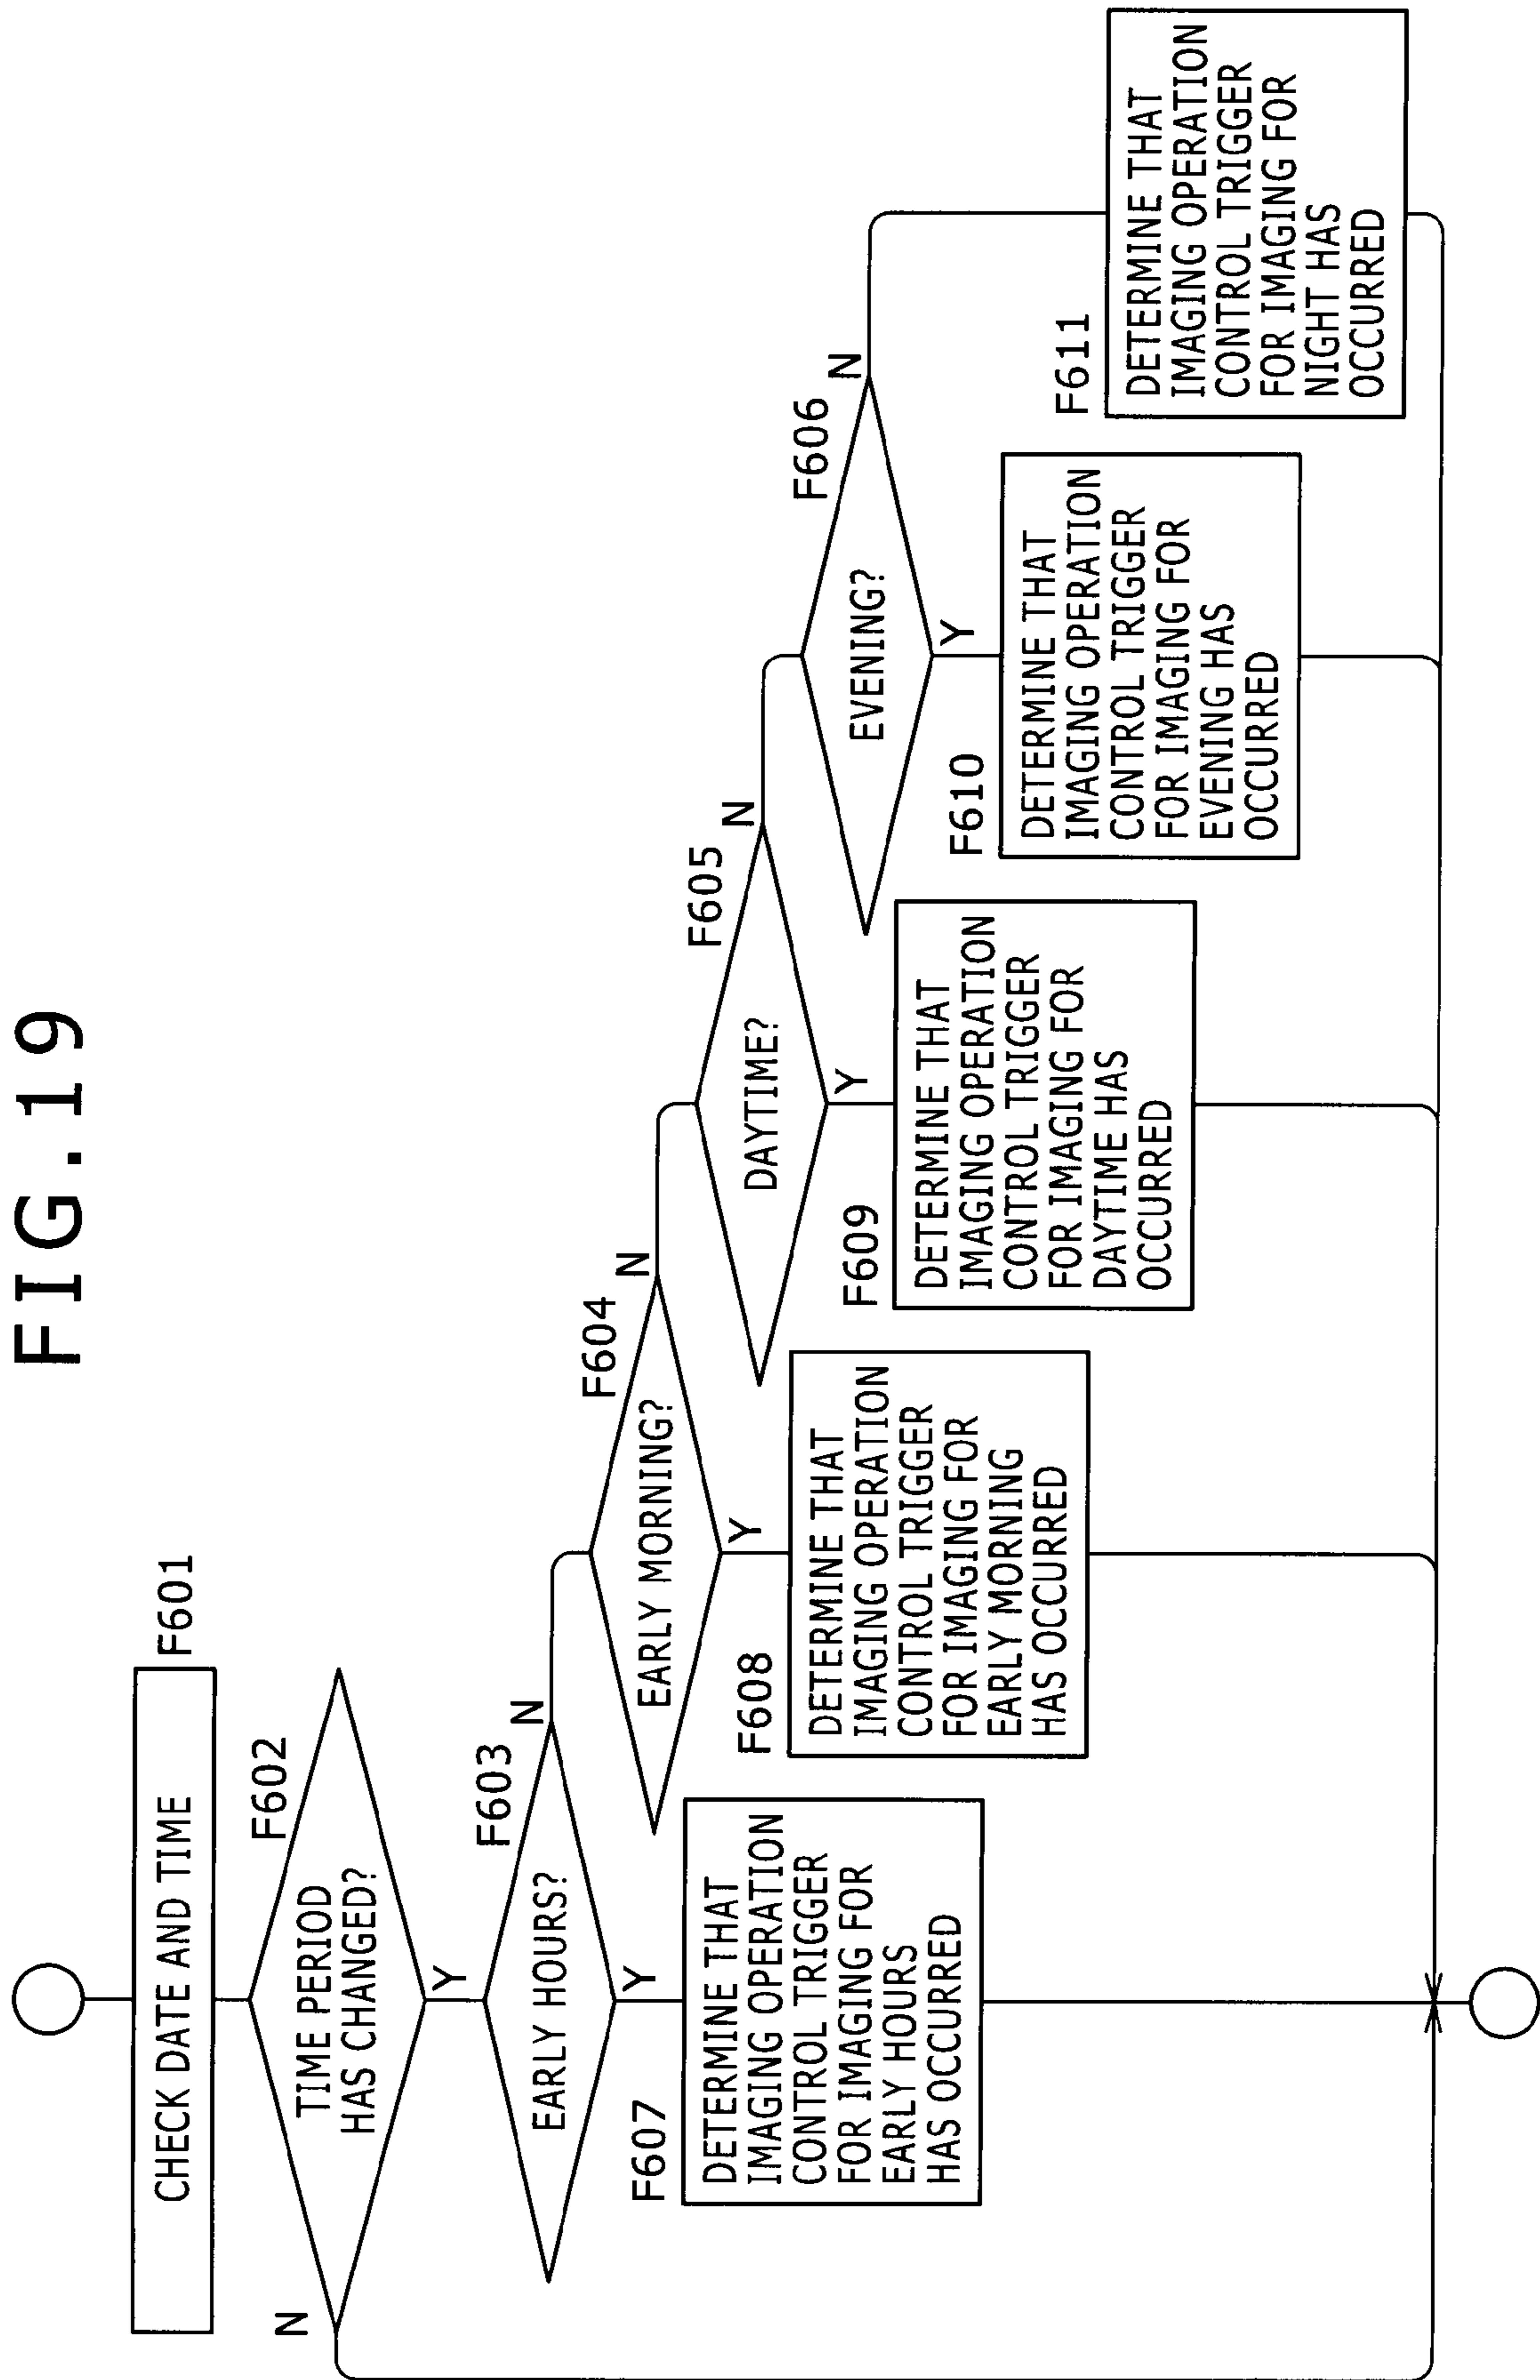 FIG.19
CHECK DATE AND TIME
F601
TIME PERIOD
HAS CHANGED?
F602
N
Y
EARLY HOURS?
F603
N
Y
F607
DETERMINE THAT
IMAGING OPERATION
CONTROL TRIGGER
FOR IMAGING FOR
EARLY HOURS
HAS OCCURRED
EARLY MORNING?
F604
N
Y
F608
DETERMINE THAT
IMAGING OPERATION
CONTROL TRIGGER
FOR IMAGING FOR
EARLY MORNING
HAS OCCURRED
DAYTIME?
F605
N
Y
F609
DETERMINE THAT
IMAGING OPERATION
CONTROL TRIGGER
FOR IMAGING FOR
DAYTIME HAS
OCCURRED
EVENING?
F606
N
Y
F610
DETERMINE THAT
IMAGING OPERATION
CONTROL TRIGGER
FOR IMAGING FOR
EVENING HAS
OCCURRED
F611
DETERMINE THAT
IMAGING OPERATION
CONTROL TRIGGER
FOR IMAGING FOR
NIGHT HAS
OCCURRED